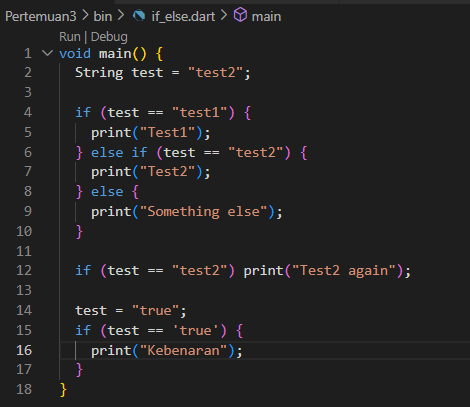 Pertemuan3 > bin > if_else.dart > main
Run | Debug
1 void main() {
2   String test = "test2";
3
4   if (test == "test1") {
5     print("Test1");
6   } else if (test == "test2") {
7     print("Test2");
8   } else {
9     print("Something else");
10   }
11
12   if (test == "test2") print("Test2 again");
13
14   test = "true";
15   if (test == 'true') {
16     print("Kebenaran");
17   }
18 }